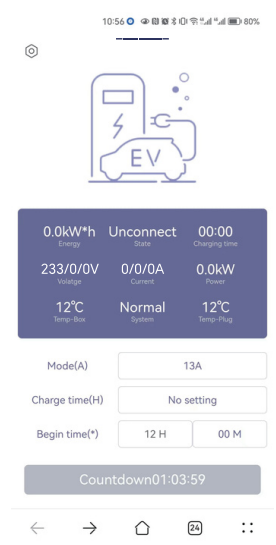 10:56 80%
EV
0.0kW*h Unconnect 00:00
Energy State Charging time
233/0/0V 0/0/0A 0.0kW
Volatge Current Power
12℃ Normal 12℃
Temp-Box System Temp-Plug
Mode(A) 13A
Charge time(H) No setting
Begin time(*) 12 H 00 M
Countdown01:03:59
24